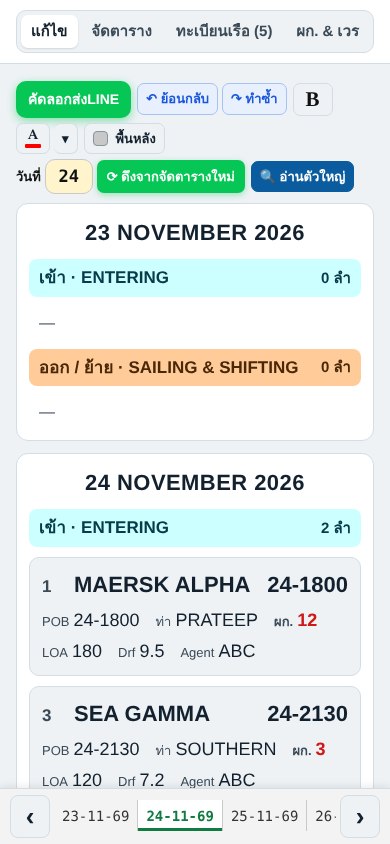 แก้ไข จัดตาราง ทะเบียนเรือ (5) ผก. & เวร
คัดลอกส่งLINE ↶ ย้อนกลับ ↷ ทำซ้ำ B
A ▾ พื้นหลัง
วันที่ 24 ⟳ ดึงจากจัดตารางใหม่ 🔍 อ่านตัวใหญ่
23 NOVEMBER 2026
เข้า · ENTERING 0 ลำ
—
ออก / ย้าย · SAILING & SHIFTING 0 ลำ
—
24 NOVEMBER 2026
เข้า · ENTERING 2 ลำ
1 MAERSK ALPHA 24-1800
POB 24-1800 ท่า PRATEEP ผก. 12
LOA 180 Drf 9.5 Agent ABC
3 SEA GAMMA 24-2130
POB 24-2130 ท่า SOUTHERN ผก. 3
LOA 120 Drf 7.2 Agent ABC
‹ 23-11-69 24-11-69 25-11-69 26- ›